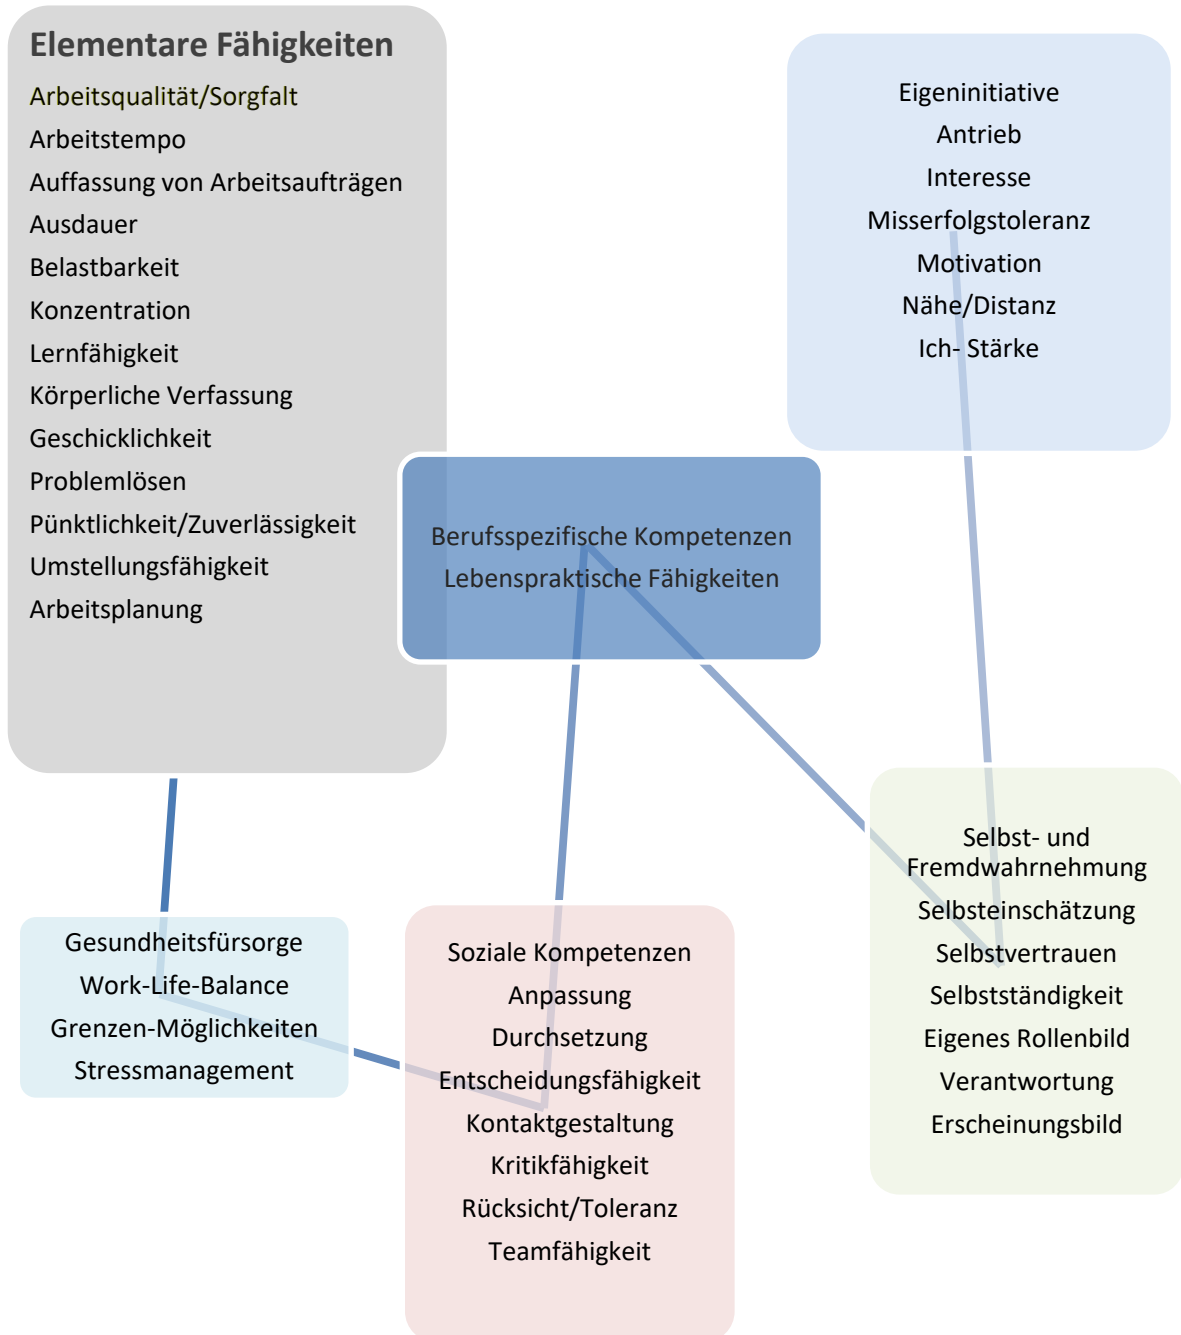 Elementare Fähigkeiten
Arbeitsqualität/Sorgfalt
Arbeitstempo
Auffassung von Arbeitsaufträgen
Ausdauer
Belastbarkeit
Konzentration
Lernfähigkeit
Körperliche Verfassung
Geschicklichkeit
Problemlösen
Pünktlichkeit/Zuverlässigkeit
Umstellungsfähigkeit
Arbeitsplanung
Eigeninitiative
Antrieb
Interesse
Misserfolgstoleranz
Motivation
Nähe/Distanz
Ich- Stärke
Berufsspezifische Kompetenzen
Lebenspraktische Fähigkeiten
Gesundheitsfürsorge
Work-Life-Balance
Grenzen-Möglichkeiten
Stressmanagement
Soziale Kompetenzen
Anpassung
Durchsetzung
Entscheidungsfähigkeit
Kontaktgestaltung
Kritikfähigkeit
Rücksicht/Toleranz
Teamfähigkeit
Selbst- und
Fremdwahrnehmung
Selbsteinschätzung
Selbstvertrauen
Selbstständigkeit
Eigenes Rollenbild
Verantwortung
Erscheinungsbild